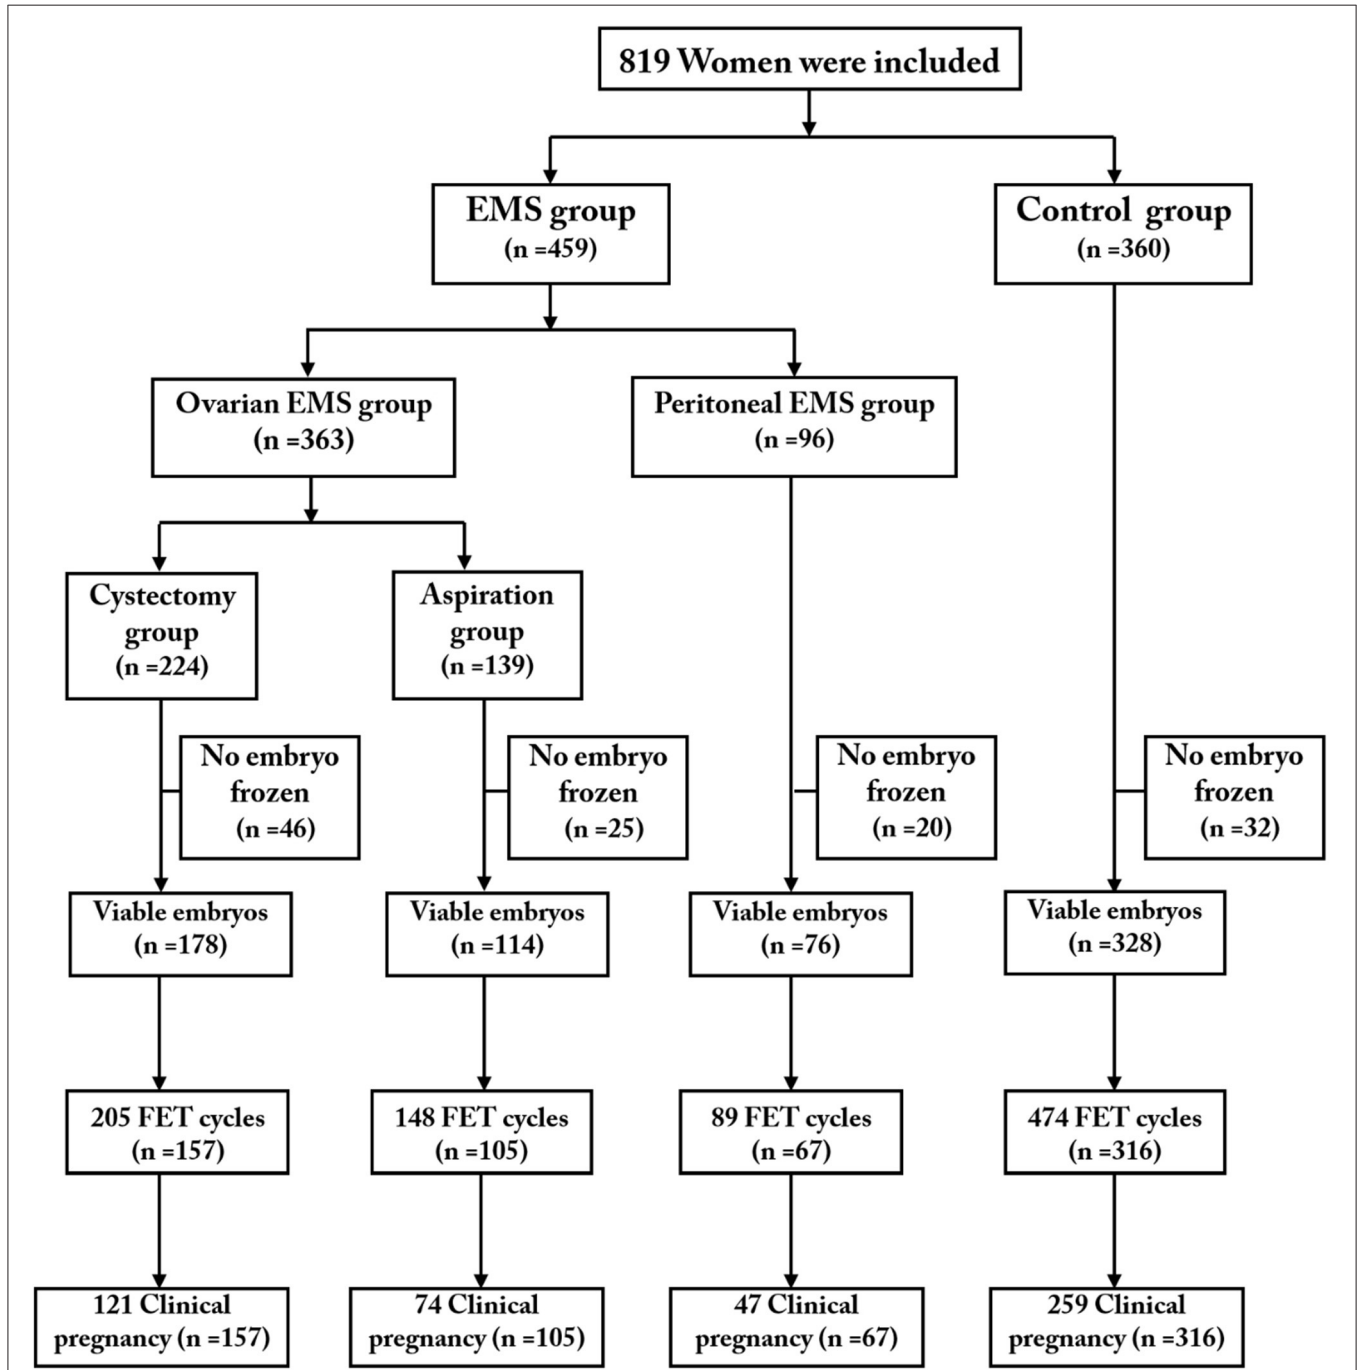 819 Women were included
EMS group
(n =459)
Control group
(n =360)
Ovarian EMS group
(n =363)
Peritoneal EMS group
(n =96)
Cystectomy
group
(n =224)
Aspiration
group
(n =139)
No embryo
frozen
(n =46)
No embryo
frozen
(n =25)
No embryo
frozen
(n =20)
No embryo
frozen
(n =32)
Viable embryos
(n =178)
Viable embryos
(n =114)
Viable embryos
(n =76)
Viable embryos
(n =328)
205 FET cycles
(n =157)
148 FET cycles
(n =105)
89 FET cycles
(n =67)
474 FET cycles
(n =316)
121 Clinical
pregnancy (n =157)
74 Clinical
pregnancy (n =105)
47 Clinical
pregnancy (n =67)
259 Clinical
pregnancy (n =316)